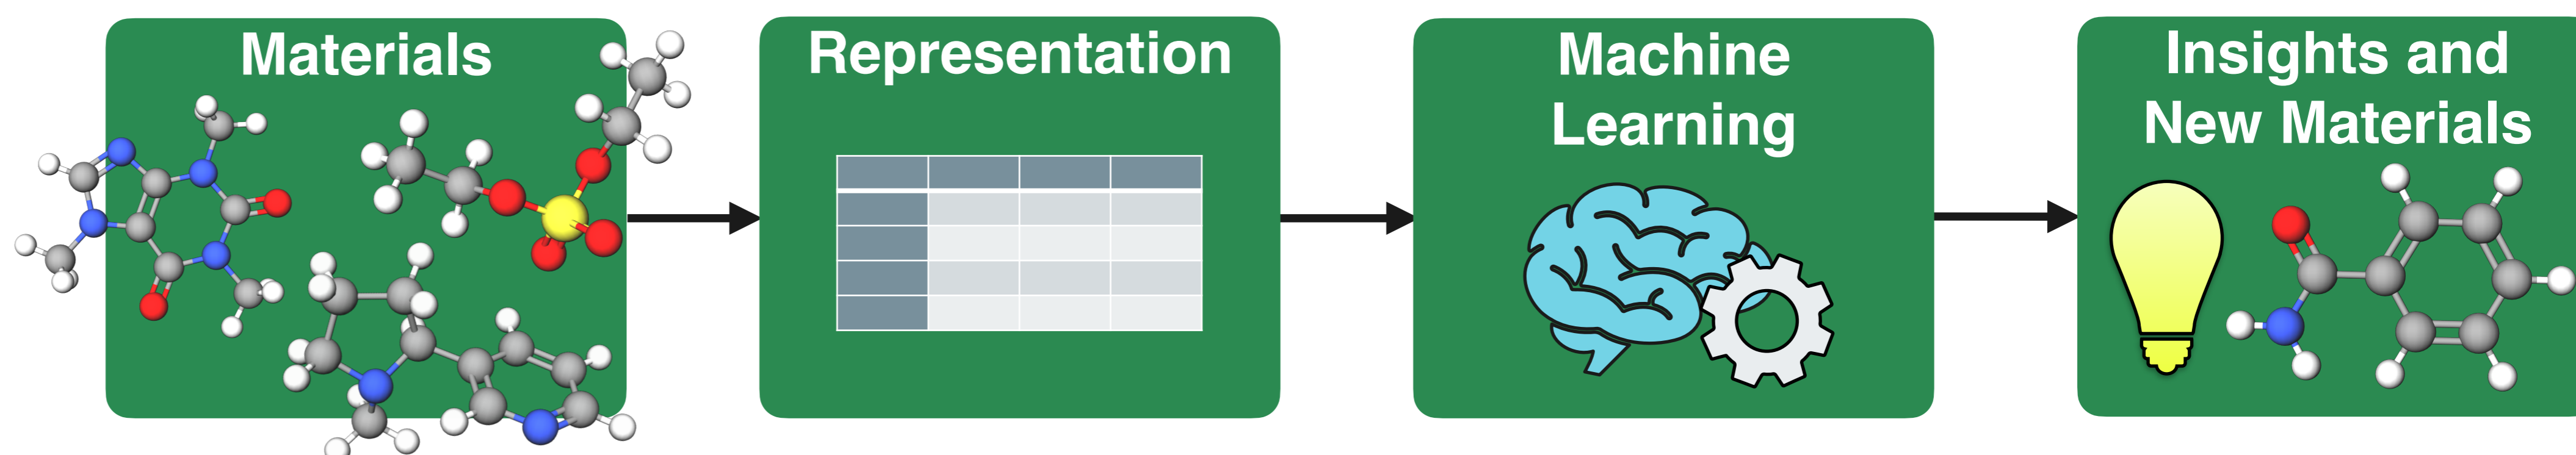 Materials
Representation
Machine
Learning
Insights and
New Materials